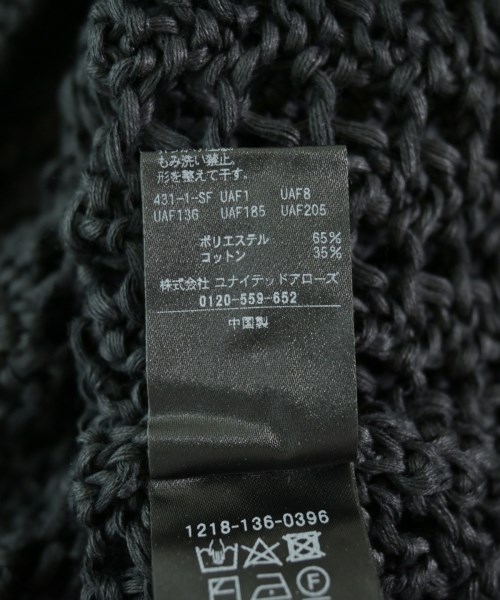 もみ洗い禁止。
形を整えて干す。
431-1-SF UAF1 UAF8
UAF136 UAF185 UAF205
ポリエステル 65%
コットン 35%
株式会社 ユナイテッドアローズ
0120-559-652
中国製
1218-136-0396
F